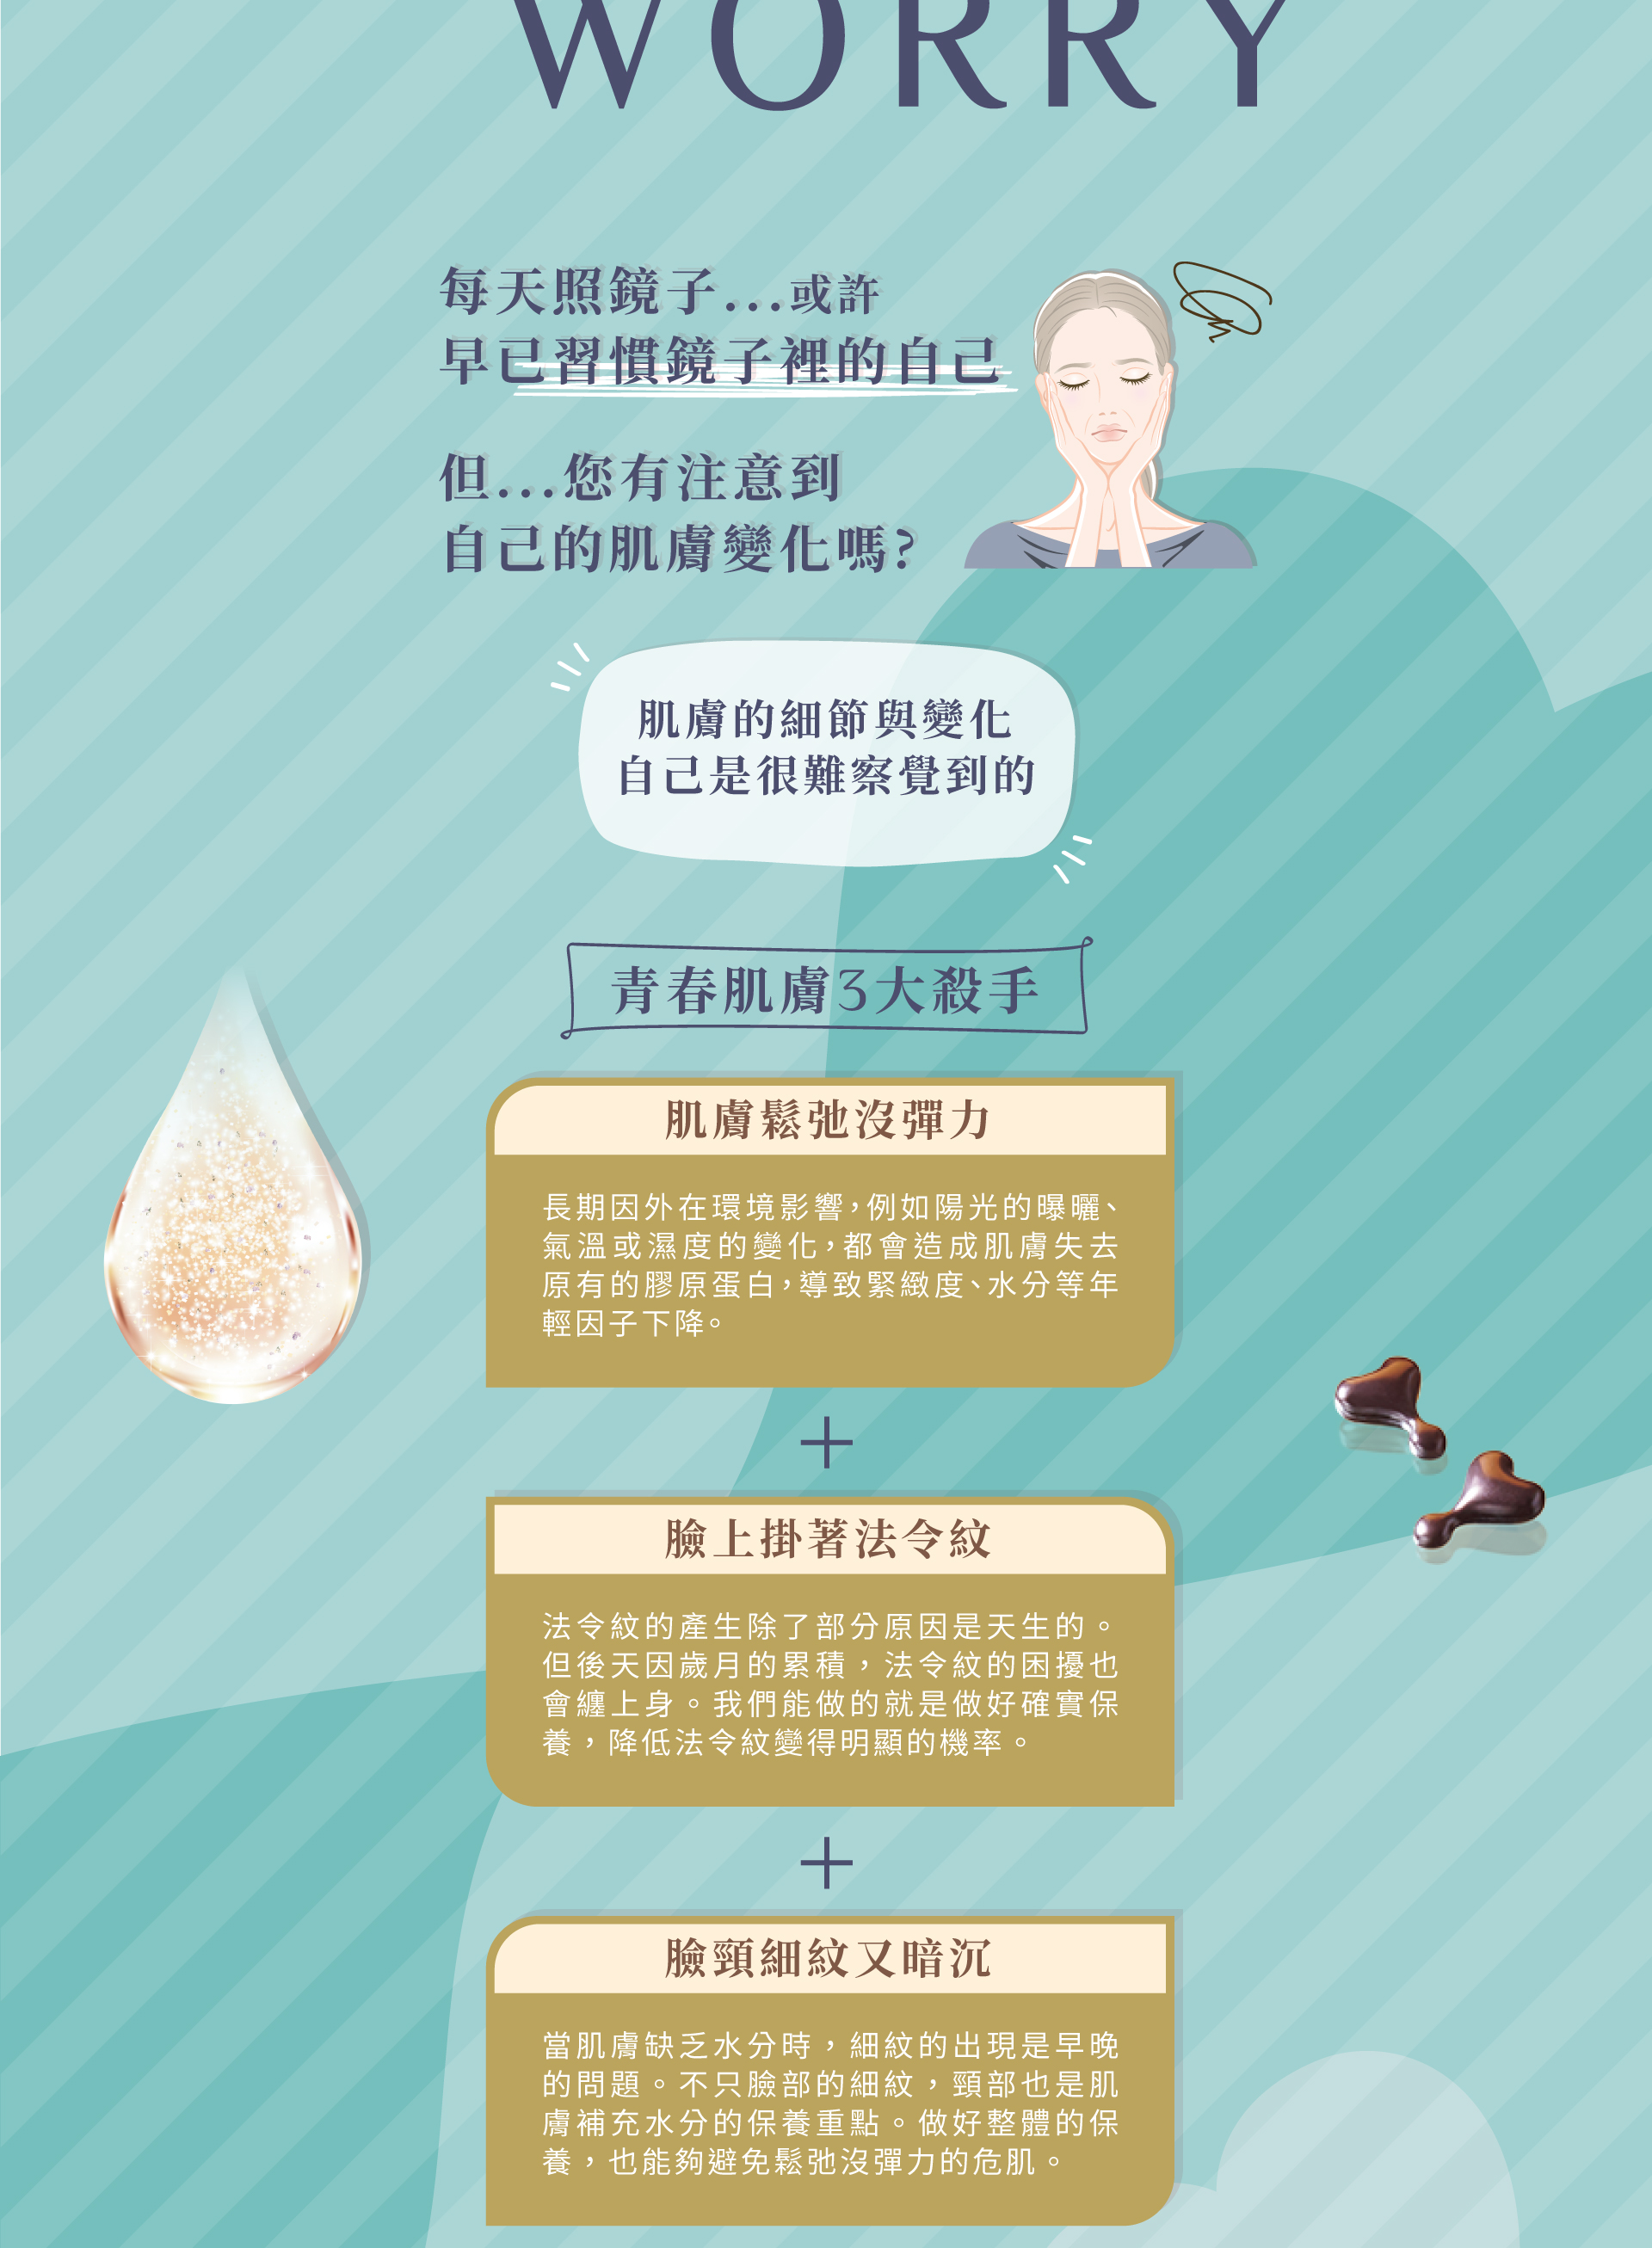 WORRY
每天照鏡子...或許
早已習慣鏡子裡的自己
但...您有注意到
自己的肌膚變化嗎?
肌膚的細節與變化
自己是很難察覺到的
青春肌膚3大殺手
肌膚鬆弛沒彈力
長期因外在環境影響，例如陽光的曝曬、
氣溫或濕度的變化，都會造成肌膚失去
原有的膠原蛋白，導致緊緻度、水分等年
輕因子下降。
+
臉上掛著法令紋
法令紋的產生除了部分原因是天生的。
但後天因歲月的累積，法令紋的困擾也
會纏上身。我們能做的就是做好確實保
養，降低法令紋變得明顯的機率。
+
臉頸細紋又暗沉
當肌膚缺乏水分時，細紋的出現是早晚
的問題。不只臉部的細紋，頸部也是肌
膚補充水分的保養重點。做好整體的保
養，也能夠避免鬆弛沒彈力的危肌。